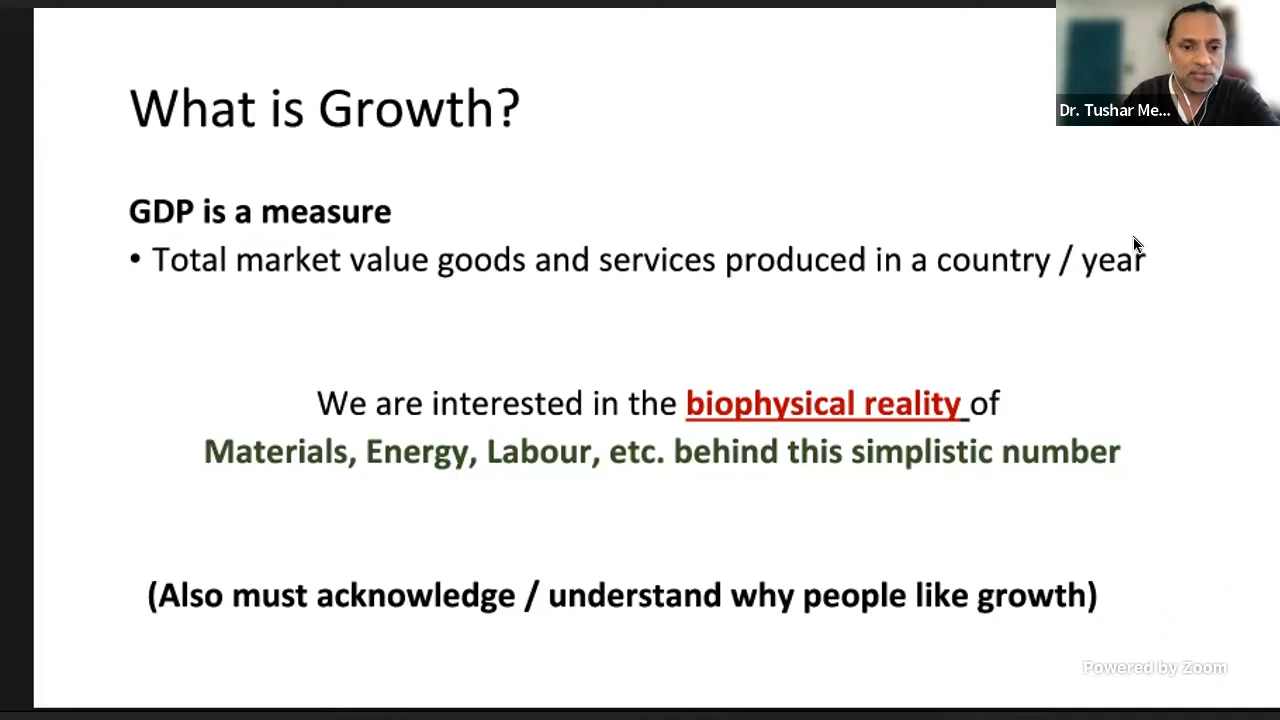 What is Growth?
GDP is a measure
• Total market value goods and services produced in a country / year
We are interested in the biophysical reality of
Materials, Energy, Labour, etc. behind this simplistic number
(Also must acknowledge / understand why people like growth)
Dr. Tushar Me...
Powered by Zoom